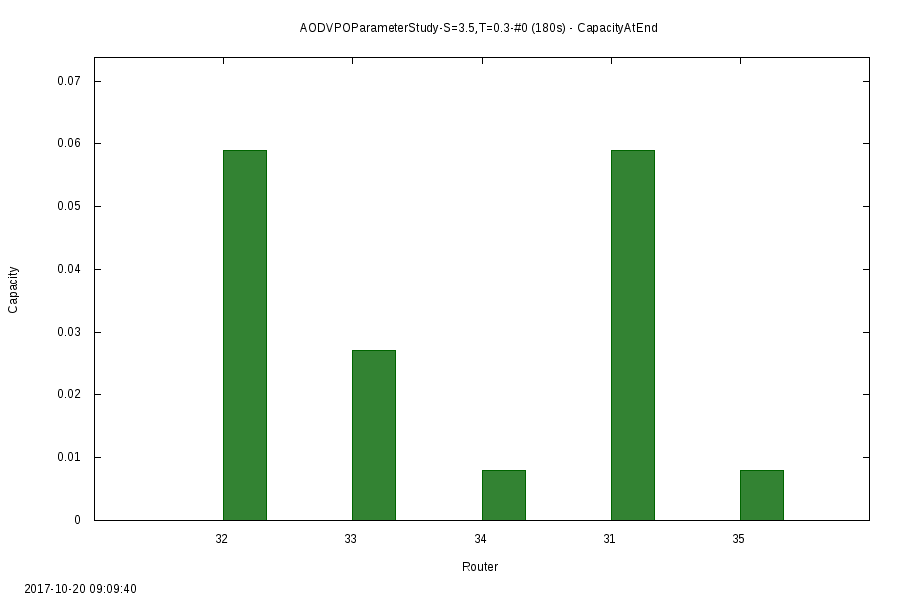 AODVPOParameterStudy-S=3.5,T=0.3-#0 (180s) - CapacityAtEnd
0.07
0.06
0.05
0.04
0.03
0.02
0.01
0
Capacity
32 33 34 31 35
Router
2017-10-20 09:09:40